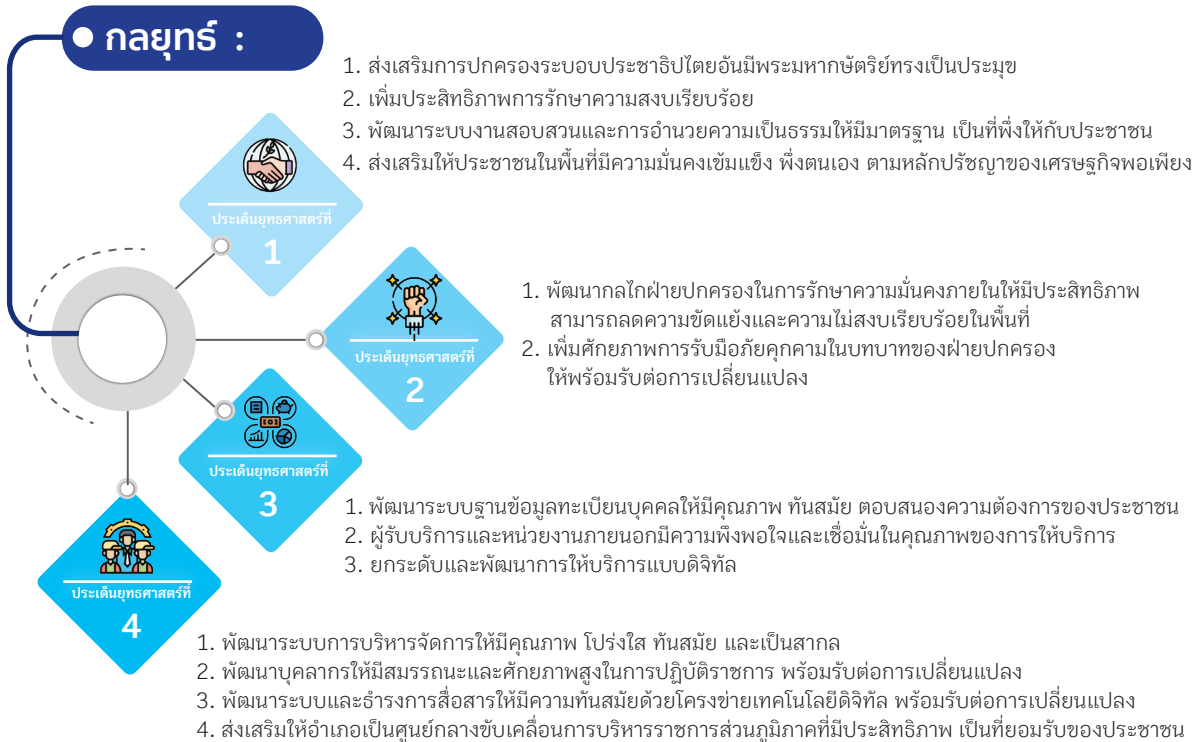 กลยุทธ์ :
1. ส่งเสริมการปกครองระบอบประชาธิปไตยอันมีพระมหากษัตริย์ทรงเป็นประมุข
2. เพิ่มประสิทธิภาพการรักษาความสงบเรียบร้อย
3. พัฒนาระบบงานสอบสวนและการอำนวยความเป็นธรรมให้มีมาตรฐาน เป็นที่พึ่งให้กับประชาชน
4. ส่งเสริมให้ประชาชนในพื้นที่มีความมั่นคงเข้มแข็ง พึ่งตนเอง ตามหลักปรัชญาของเศรษฐกิจพอเพียง
ประเด็นยุทธศาสตร์ที่
1
1. พัฒนากลไกฝ่ายปกครองในการรักษาความมั่นคงภายในให้มีประสิทธิภาพ
สามารถลดความขัดแย้งและความไม่สงบเรียบร้อยในพื้นที่
2. เพิ่มศักยภาพการรับมือภัยคุกคามในบทบาทของฝ่ายปกครอง
ให้พร้อมรับต่อการเปลี่ยนแปลง
ประเด็นยุทธศาสตร์ที่
2
ประเด็นยุทธศาสตร์ที่
3
1. พัฒนาระบบฐานข้อมูลทะเบียนบุคคลให้มีคุณภาพ ทันสมัย ตอบสนองความต้องการของประชาชน
2. ผู้รับบริการและหน่วยงานภายนอกมีความพึงพอใจและเชื่อมั่นในคุณภาพของการให้บริการ
3. ยกระดับและพัฒนาการให้บริการแบบดิจิทัล
ประเด็นยุทธศาสตร์ที่
4
1. พัฒนาระบบการบริหารจัดการให้มีคุณภาพ โปร่งใส ทันสมัย และเป็นสากล
2. พัฒนาบุคลากรให้มีสมรรถนะและศักยภาพสูงในการปฏิบัติราชการ พร้อมรับต่อการเปลี่ยนแปลง
3. พัฒนาระบบและธำรงการสื่อสารให้มีความทันสมัยด้วยโครงข่ายเทคโนโลยีดิจิทัล พร้อมรับต่อการเปลี่ยนแปลง
4. ส่งเสริมให้อำเภอเป็นศูนย์กลางขับเคลื่อนการบริหารราชการส่วนภูมิภาคที่มีประสิทธิภาพ เป็นที่ยอมรับของประชาชน